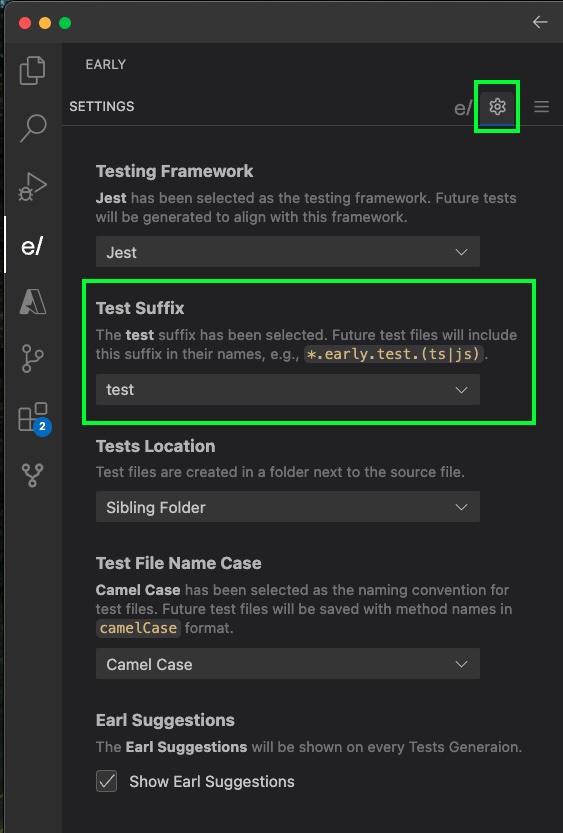 EARLY
SETTINGS
e/
Testing Framework
Jest has been selected as the testing framework. Future tests
will be generated to align with this framework.
Jest
e/
Test Suffix
The test suffix has been selected. Future test files will include
this suffix in their names, e.g., *.early.test.(ts|js).
test
2
Tests Location
Test files are created in a folder next to the source file.
Sibling Folder
Test File Name Case
Camel Case has been selected as the naming convention for
test files. Future test files will be saved with method names in
camelCase format.
Camel Case
Earl Suggestions
The Earl Suggestions will be shown on every Tests Generaion.
Show Earl Suggestions